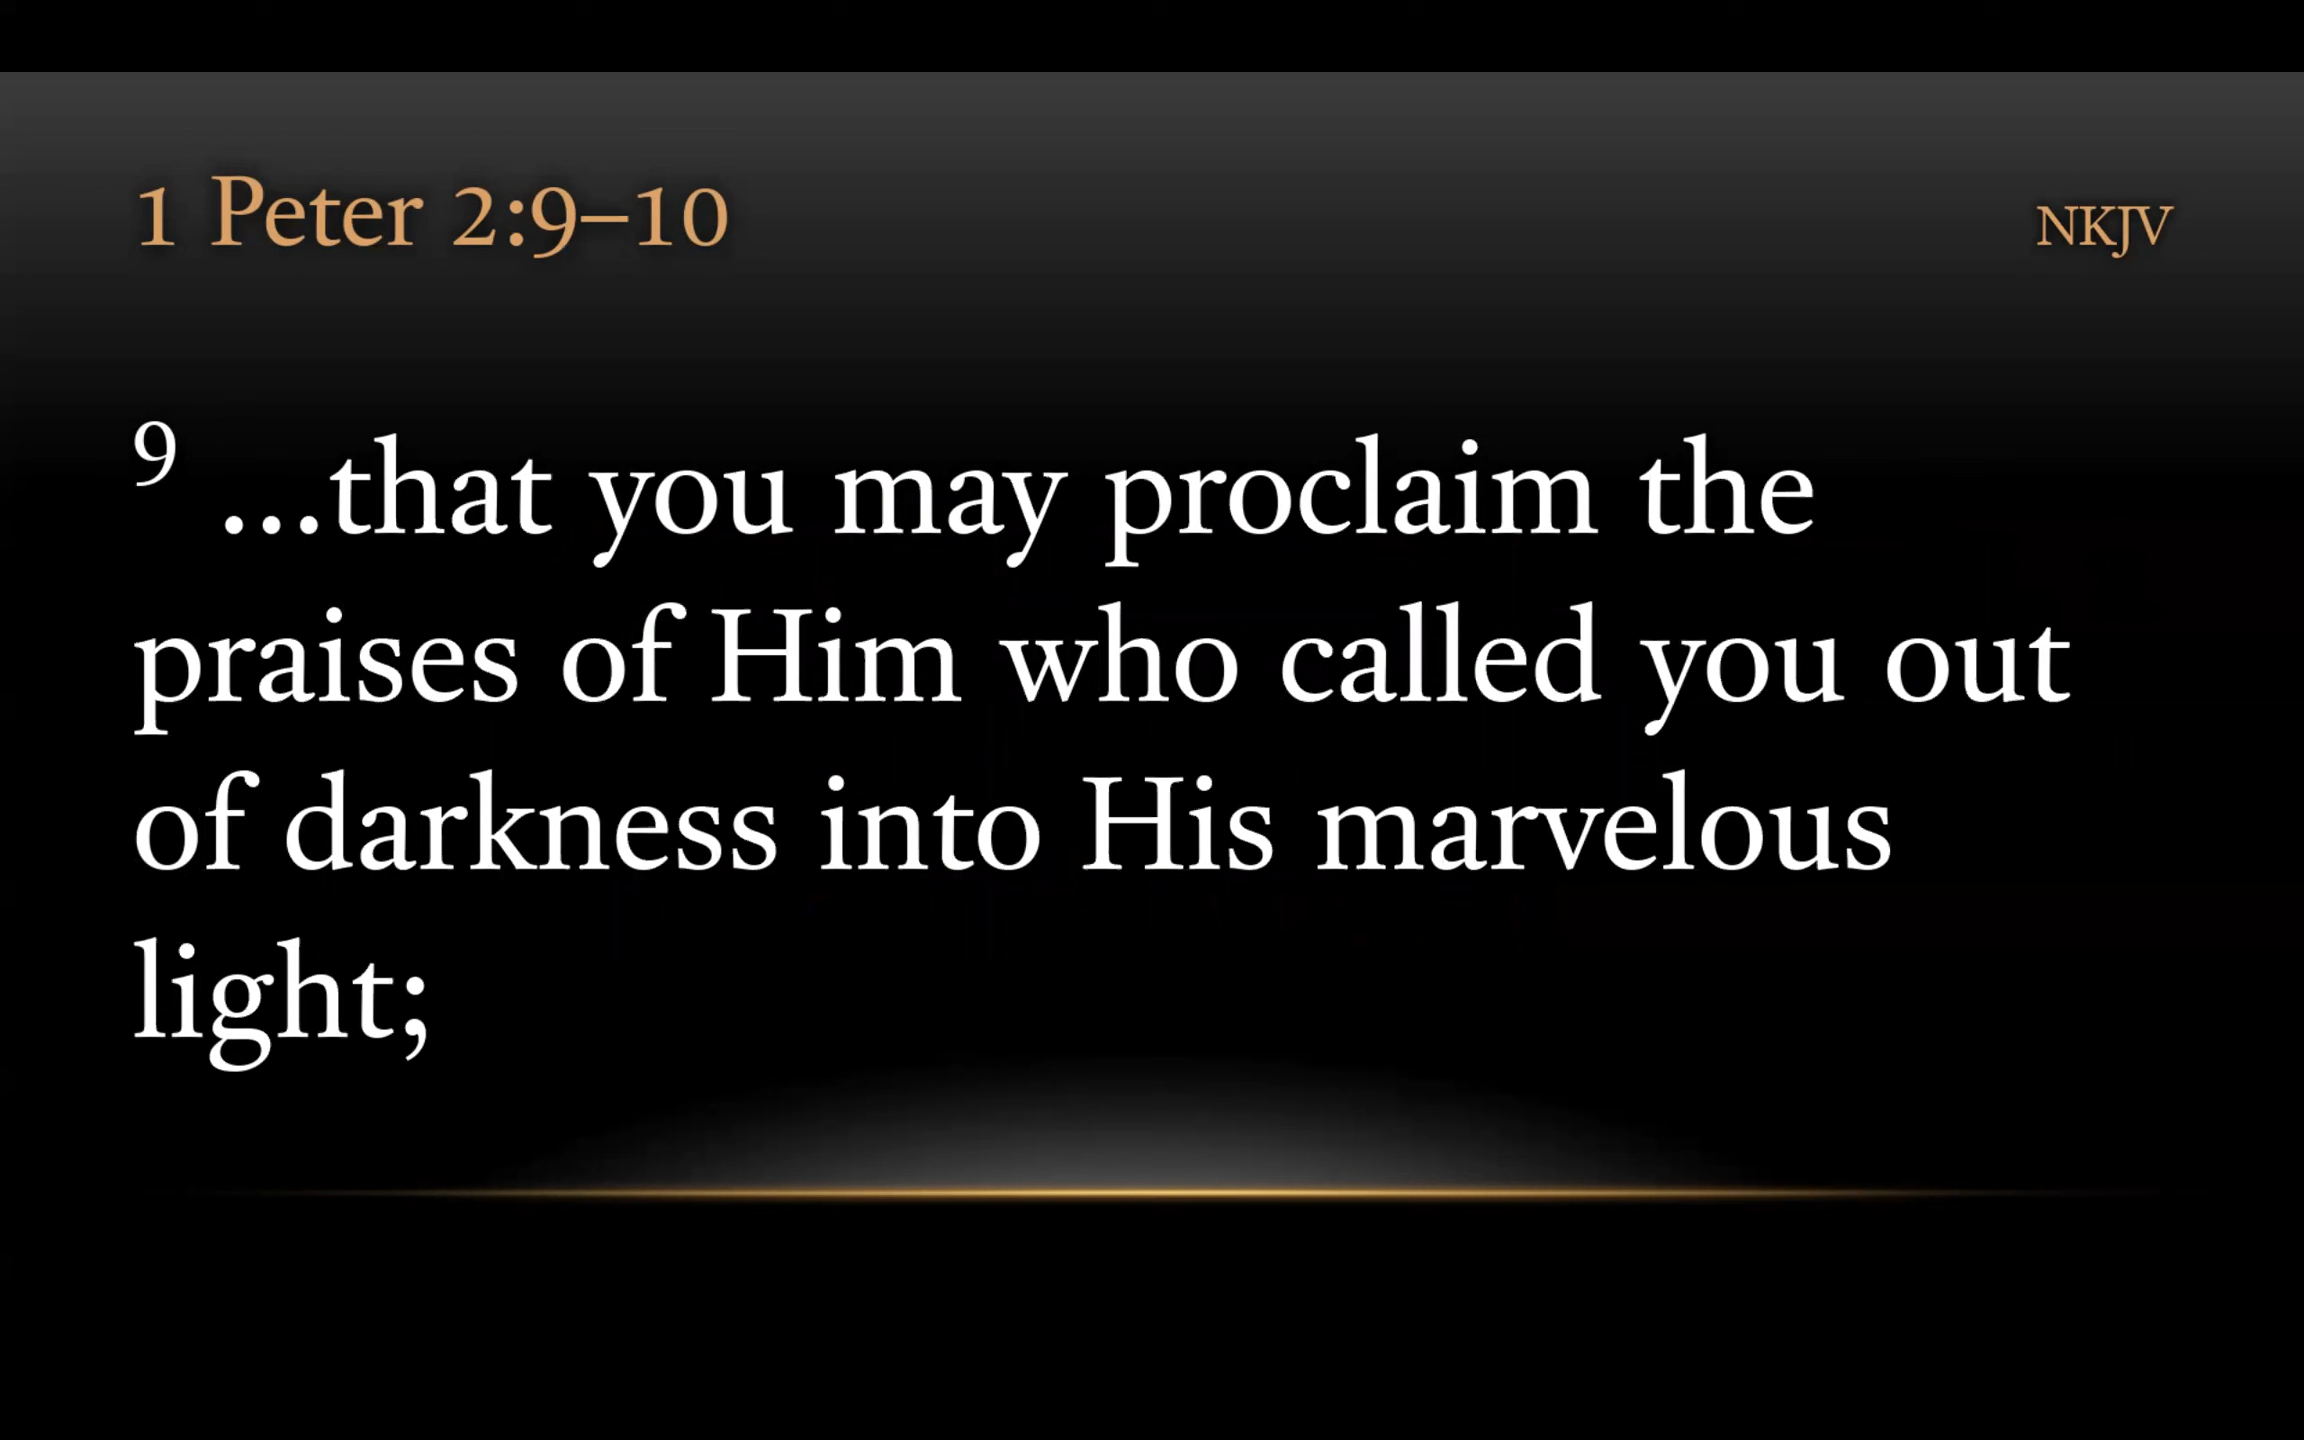 1 Peter 2:9–10 NKJV
9 ...that you may proclaim the
praises of Him who called you out
of darkness into His marvelous
light;